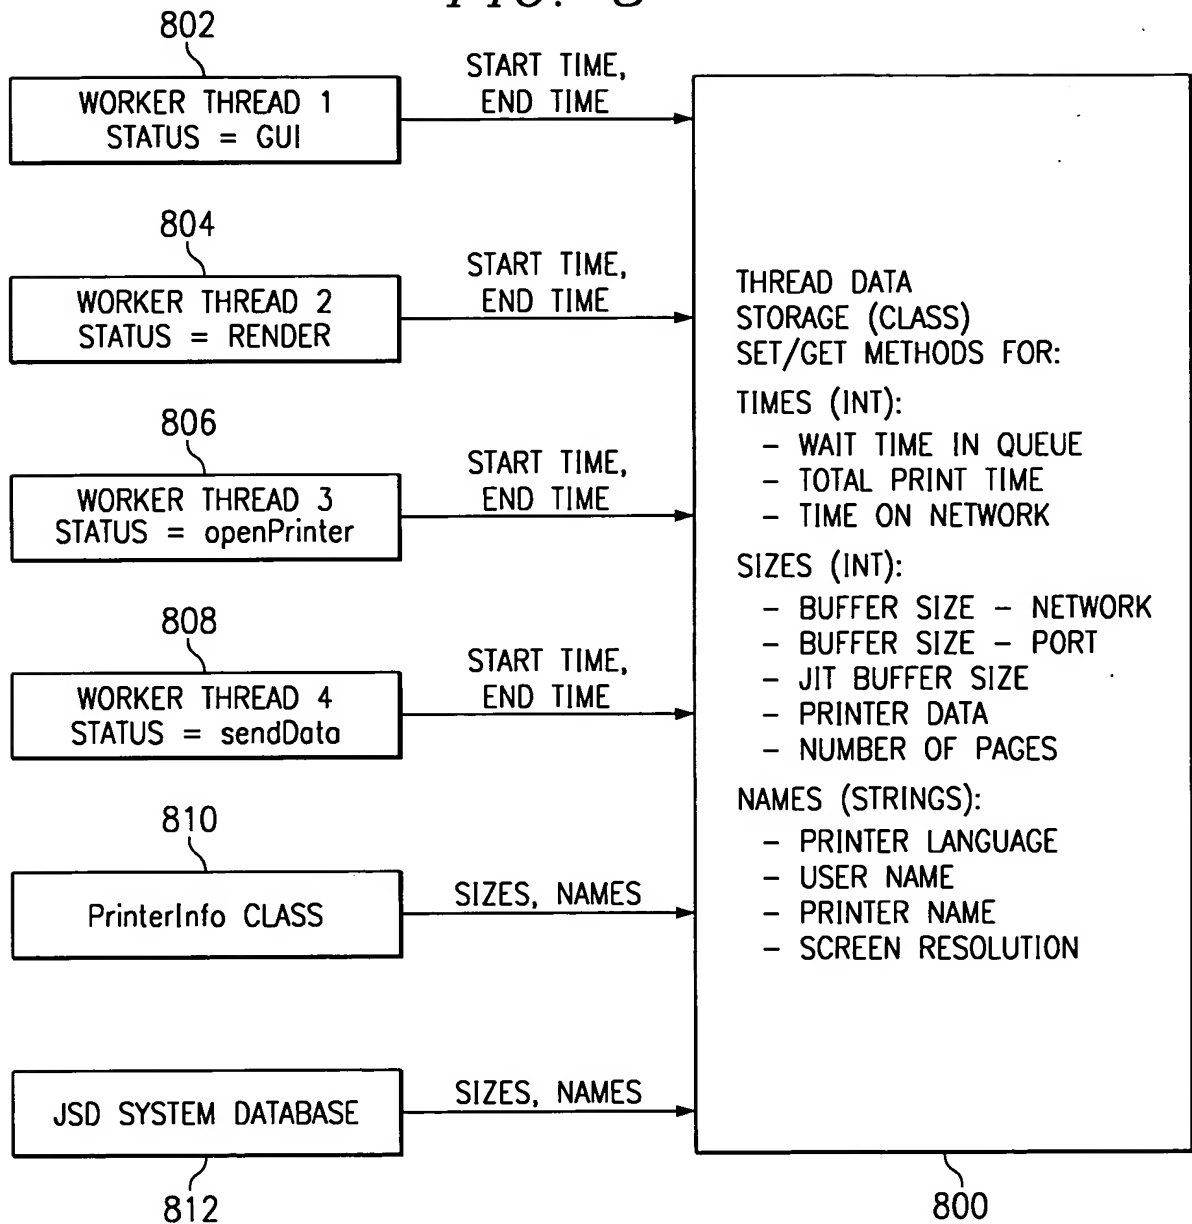 FIG. 8
802
WORKER THREAD 1
STATUS = GUI
START TIME,
END TIME
804
WORKER THREAD 2
STATUS = RENDER
START TIME,
END TIME
806
WORKER THREAD 3
STATUS = openPrinter
START TIME,
END TIME
808
WORKER THREAD 4
STATUS = sendData
START TIME,
END TIME
810
PrinterInfo CLASS
SIZES, NAMES
JSD SYSTEM DATABASE
SIZES, NAMES
812
THREAD DATA
STORAGE (CLASS)
SET/GET METHODS FOR:
TIMES (INT):
– WAIT TIME IN QUEUE
– TOTAL PRINT TIME
– TIME ON NETWORK
SIZES (INT):
– BUFFER SIZE – NETWORK
– BUFFER SIZE – PORT
– JIT BUFFER SIZE
– PRINTER DATA
– NUMBER OF PAGES
NAMES (STRINGS):
– PRINTER LANGUAGE
– USER NAME
– PRINTER NAME
– SCREEN RESOLUTION
800